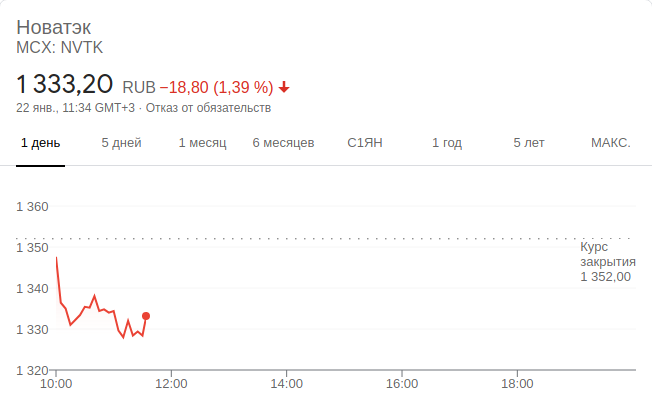 Новатэк
MCX: NVTK
1 333,20 RUB −18,80 (1,39 %)
22 янв., 11:34 GMT+3 · Отказ от обязательств
1 день 5 дней 1 месяц 6 месяцев С1ЯН 1 год 5 лет МАКС.
1 360
1 350
Курс
закрытия
1 352,00
1 340
1 330
1 320
10:00 12:00 14:00 16:00 18:00